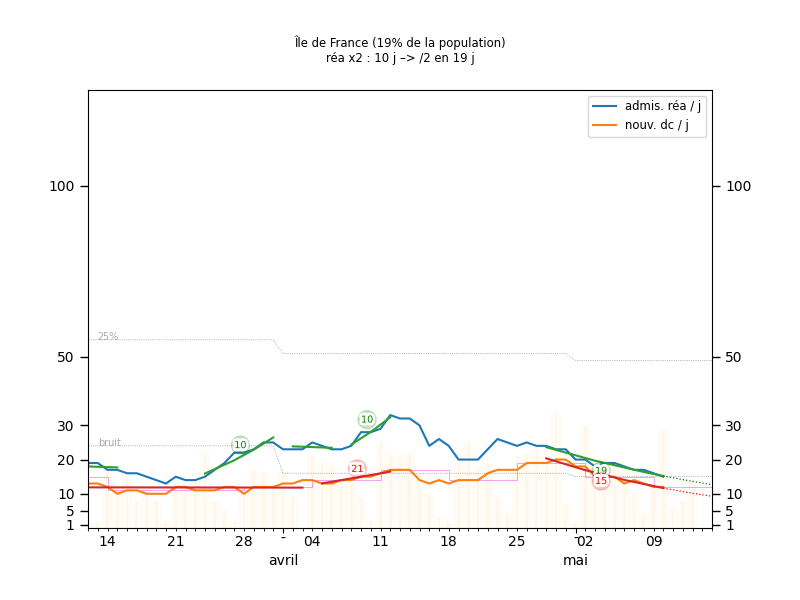 Île de France (19% de la population)
réa x2 : 10 j –> /2 en 19 j
admis. réa / j
nouv. dc / j
100 100
25%
50 50
30 30
bruit
20 20
10 10
5 5
1 1
10
10
21
-19
15
14 21 28 - 04 11 18 25 - 02 09
avril mai